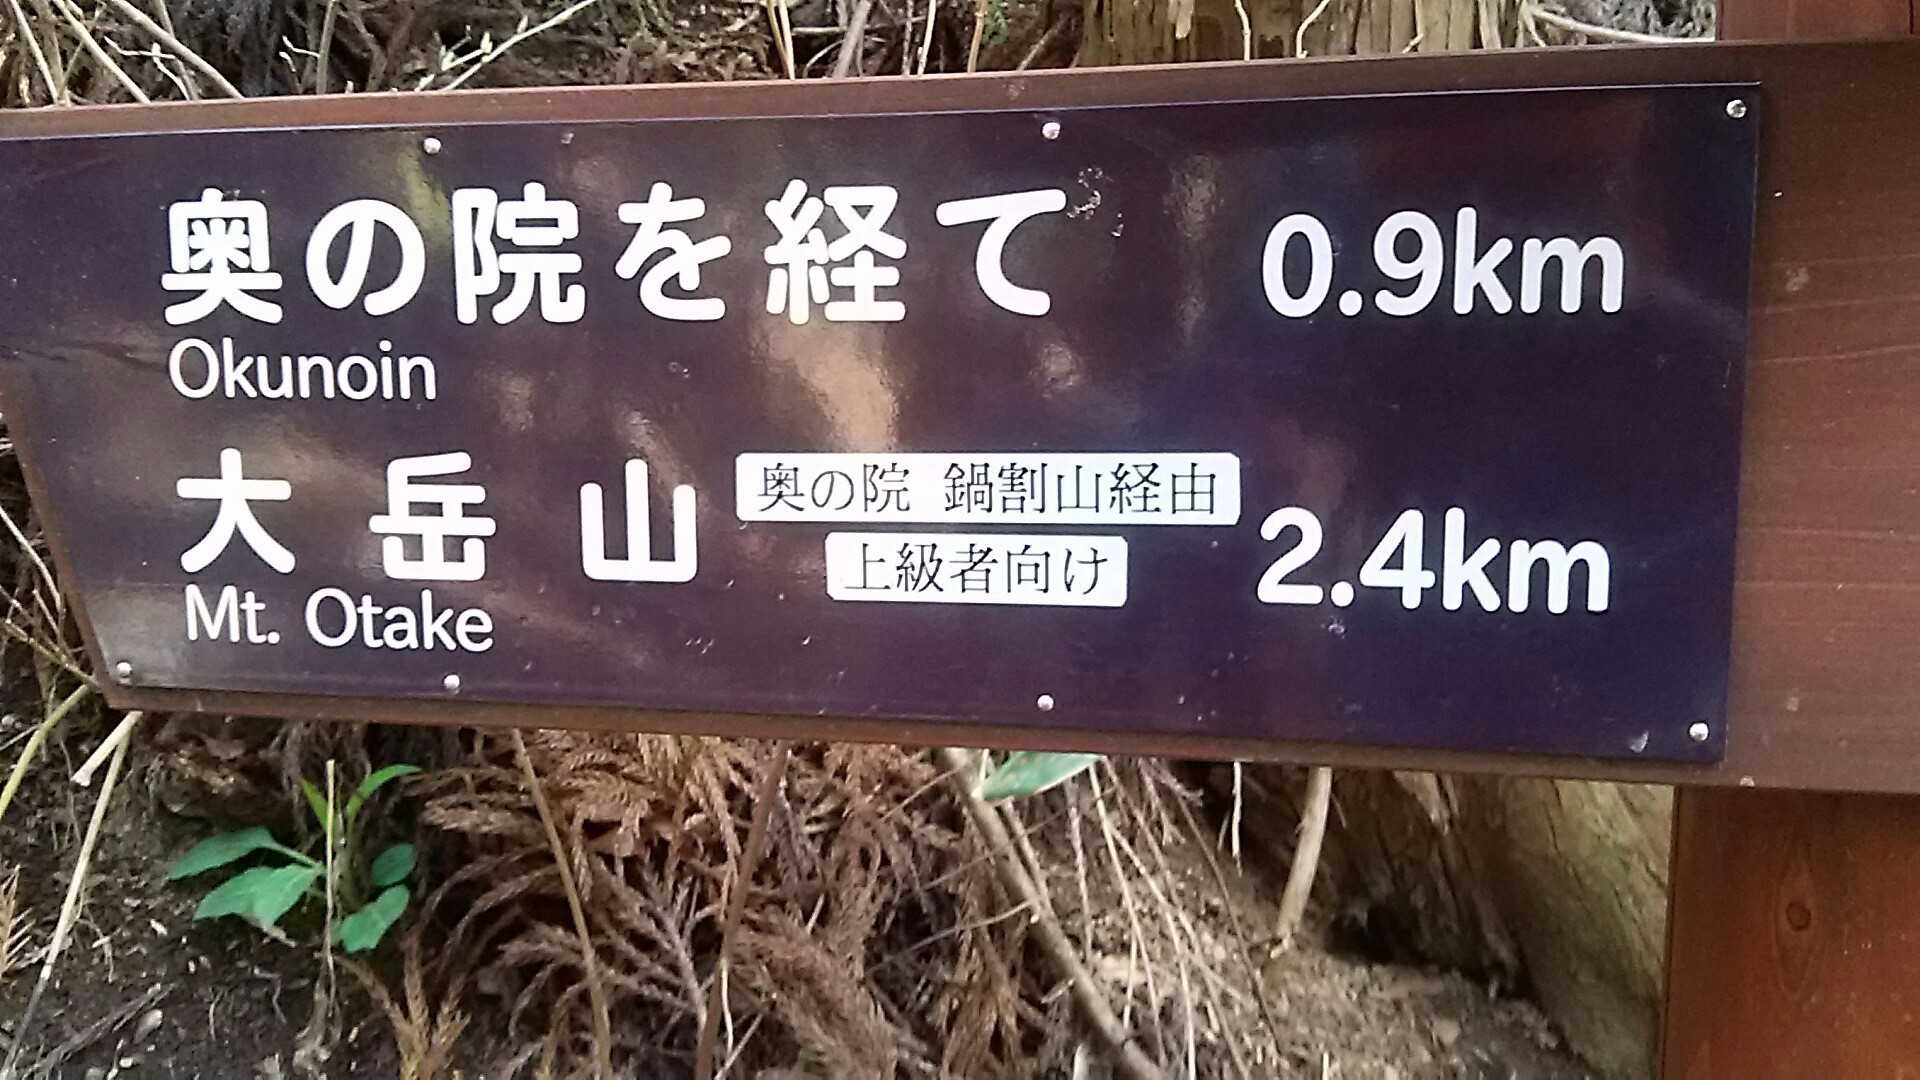 奥の院を経て 0.9km
Okunoin
大岳山 奥の院 鍋割山経由 2.4km
上級者向け
Mt. Otake